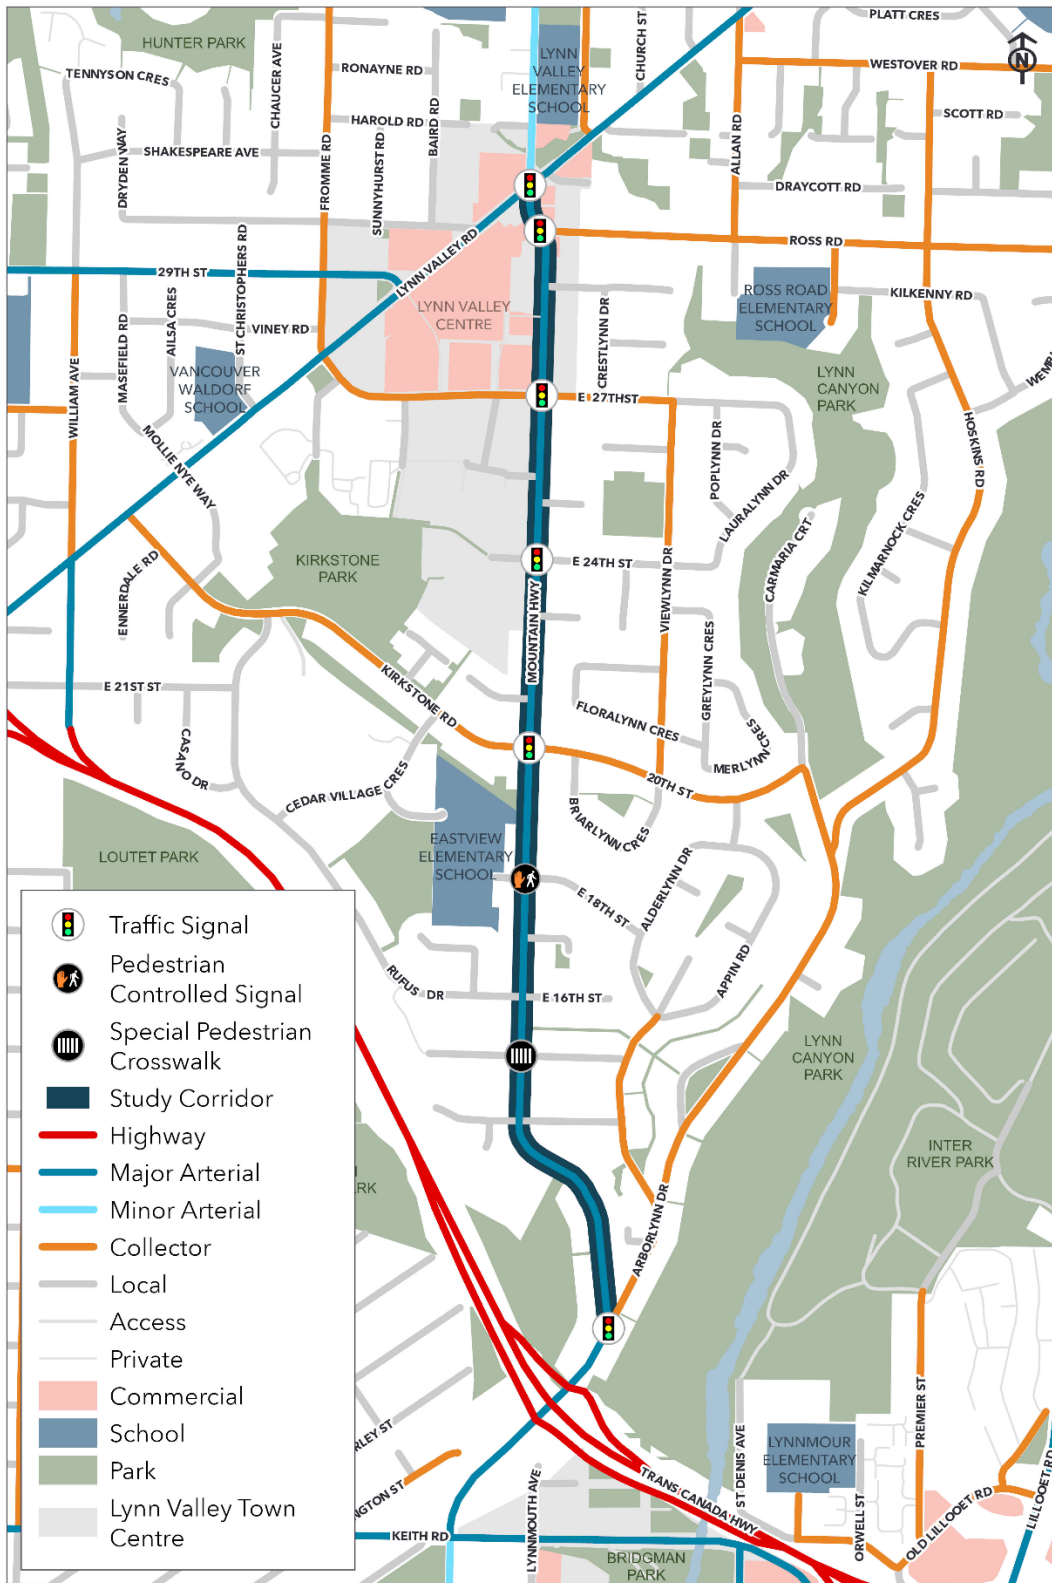 PLATT CRES
HUNTER PARK
CHURCH ST
N
LYNN
VALLEY
ELEMENTARY
SCHOOL
TENNYSON CRES
CHAUCER AVE
RONAYNE RD
WESTOVER RD
HAROLD RD
BAIRD RD
SCOTT RD
DRYDEN WAY
SHAKESPEARE AVE
FROMME RD
SUNNYHURST RD
ALLAN RD
DRAYCOTT RD
ROSS RD
29TH ST
ST CHRISTOPHERS RD
LYNN VALLEY RD
MASEFIELD RD
AILSA CRES
VINEY RD
LYNN VALLEY
CENTRE
CRESTLYNN DR
ROSS ROAD
ELEMENTARY
SCHOOL
KILKENNY RD
WILLIAM AVE
VANCOUVER
WALDORF
SCHOOL
E 27TH ST
LYNN
CANYON
PARK
HOSKINS RD
MOLLIE NYE WAY
POPLYNN DR
LAURALYNN DR
KIRKSTONE
PARK
E 24TH ST
CARMARIA CRT
KILMARNOCK CRES
ENNERDALE RD
MOUNTAIN HWY
VIEWLYNN DR
GREYLYNN CRES
E 21ST ST
KIRKSTONE RD
FLORALYNN CRES
MERLYNN CRES
CASANO DR
20TH ST
CEDAR VILLAGE CRES
BRIARLYNN CRES
EASTVIEW
ELEMENTARY
SCHOOL
LOUTET PARK
E 18TH ST
ALDERLYNN DR
APPIN RD
RUFUS DR
E 16TH ST
LYNN
CANYON
PARK
INTER
RIVER PARK
ARBORLYNN DR
Traffic Signal
Pedestrian
Controlled Signal
Special Pedestrian
Crosswalk
Study Corridor
Highway
Major Arterial
Minor Arterial
Collector
Local
Access
Private
Commercial
School
Park
Lynn Valley Town
Centre
PREMIER ST
ST DENIS AVE
LYNNMOUR
ELEMENTARY
SCHOOL
TRANS CANADA HWY
ORWELL ST
OLD LILLOOET RD
LILLOOET RD
KEITH RD
LYNNMOUTH AVE
BRIDGMAN
PARK